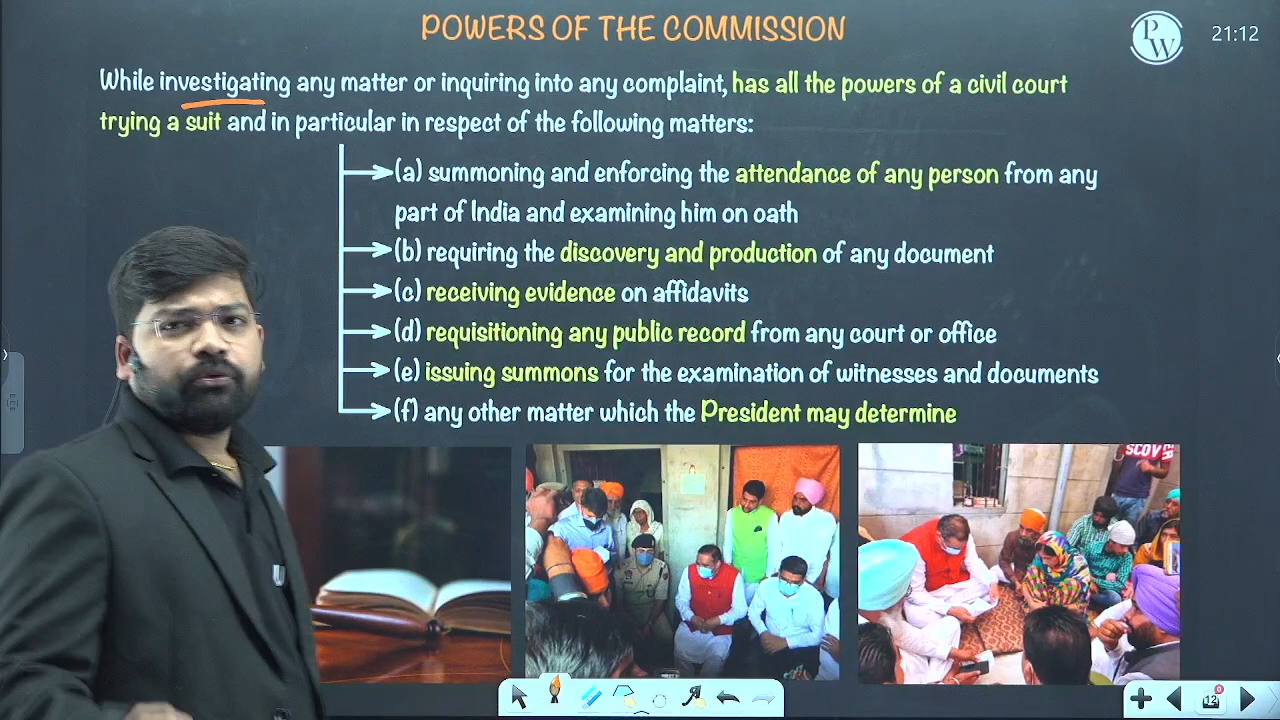 POWERS OF THE COMMISSION
PW
21:12
While investigating any matter or inquiring into any complaint, has all the powers of a civil court
trying a suit and in particular in respect of the following matters:
(a) summoning and enforcing the attendance of any person from any
part of India and examining him on oath
(b) requiring the discovery and production of any document
(c) receiving evidence on affidavits
(d) requisitioning any public record from any court or office
(e) issuing summons for the examination of witnesses and documents
(f) any other matter which the President may determine
SCOV
12